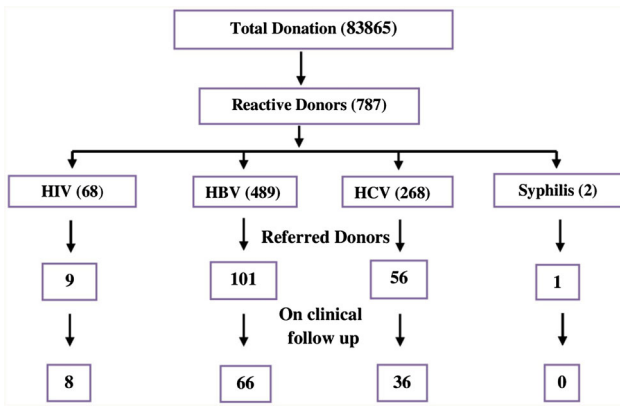 Total Donation (83865)
Reactive Donors (787)
HIV (68)
HBV (489)
HCV (268)
Syphilis (2)
Referred Donors
9
101
56
1
On clinical
follow up
8
66
36
0